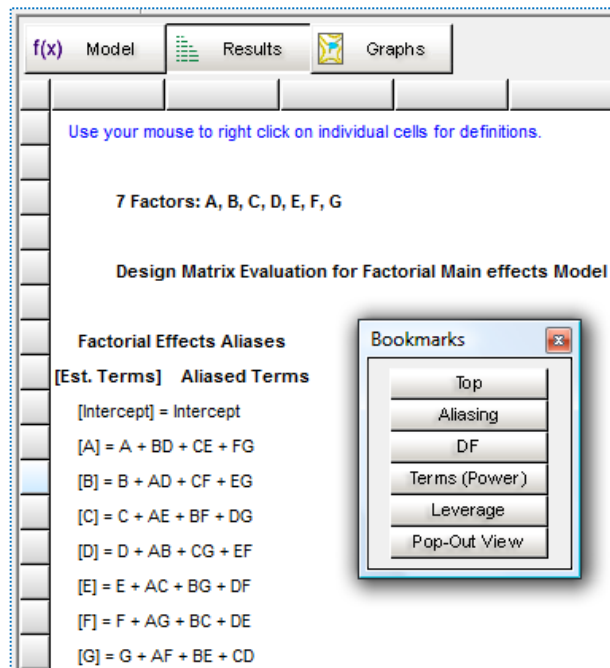 f(x) Model Results Graphs
Use your mouse to right click on individual cells for definitions.
7 Factors: A, B, C, D, E, F, G
Design Matrix Evaluation for Factorial Main effects Model
Factorial Effects Aliases
[Est. Terms] Aliased Terms
[Intercept] = Intercept
[A] = A + BD + CE + FG
[B] = B + AD + CF + EG
[C] = C + AE + BF + DG
[D] = D + AB + CG + EF
[E] = E + AC + BG + DF
[F] = F + AG + BC + DE
[G] = G + AF + BE + CD
Bookmarks
Top
Aliasing
DF
Terms (Power)
Leverage
Pop-Out View